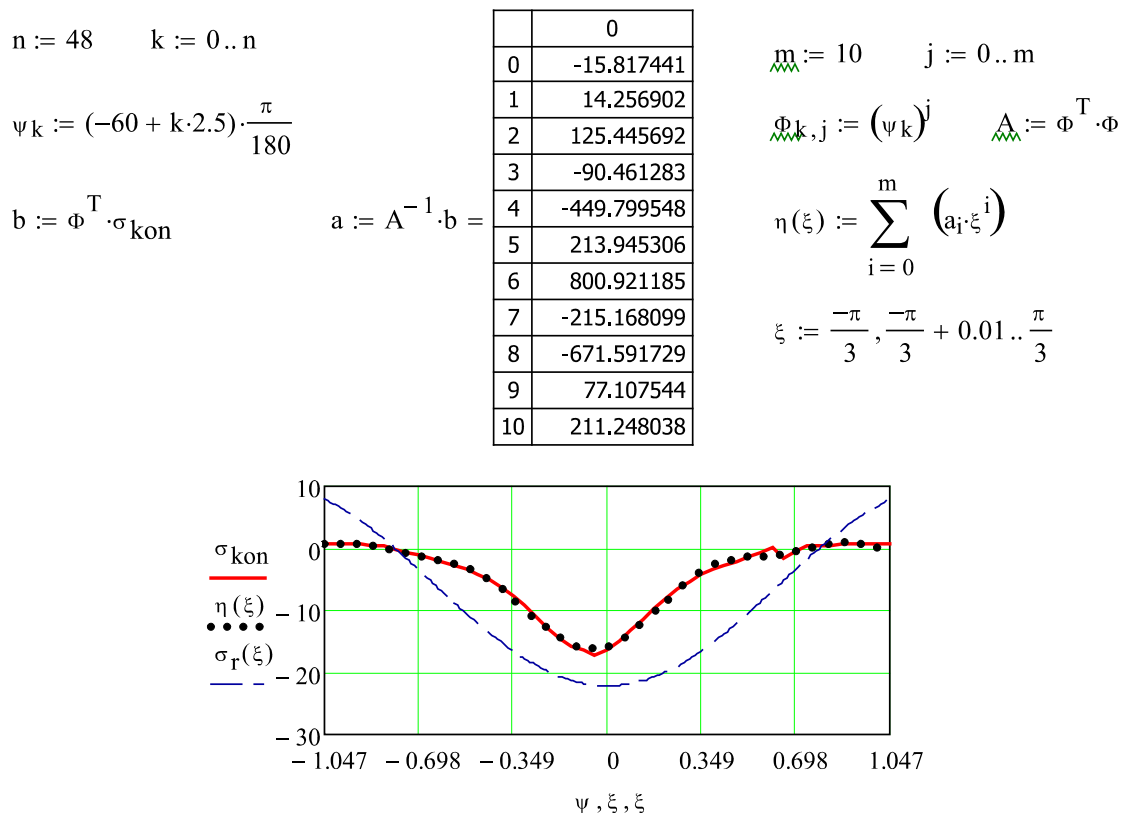 n := 48 k := 0 .. n
ψk := (−60 + k·2.5)·π/180
b := Φ^T·σkon
a := A^−1·b =
0
0 -15.817441
1 14.256902
2 125.445692
3 -90.461283
4 -449.799548
5 213.945306
6 800.921185
7 -215.168099
8 -671.591729
9 77.107544
10 211.248038
m := 10 j := 0 .. m
Φk,j := (ψk)^j A := Φ^T·Φ
η(ξ) := ∑ i = 0 m (ai·ξ^i)
ξ := −π/3 , −π/3 + 0.01 .. π/3
σkon
η(ξ)
σr(ξ)
10
0
−10
−20
−30
−1.047 −0.698 −0.349 0 0.349 0.698 1.047
ψ , ξ , ξ